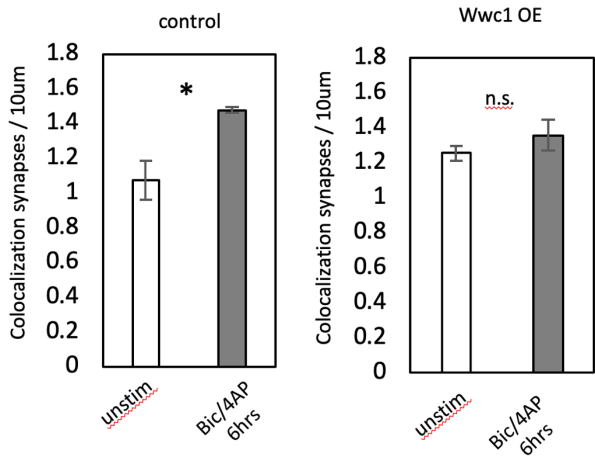 control
Colocalization synapses / 10um
1.8
1.6
1.4
1.2
1
0.8
0.6
0.4
0.2
0
*
unstim
Bic/4AP
6hrs
Wwc1 OE
Colocalization synapses / 10um
1.8
1.6
1.4
1.2
1
0.8
0.6
0.4
0.2
0
n.s.
unstim
Bic/4AP
6hrs